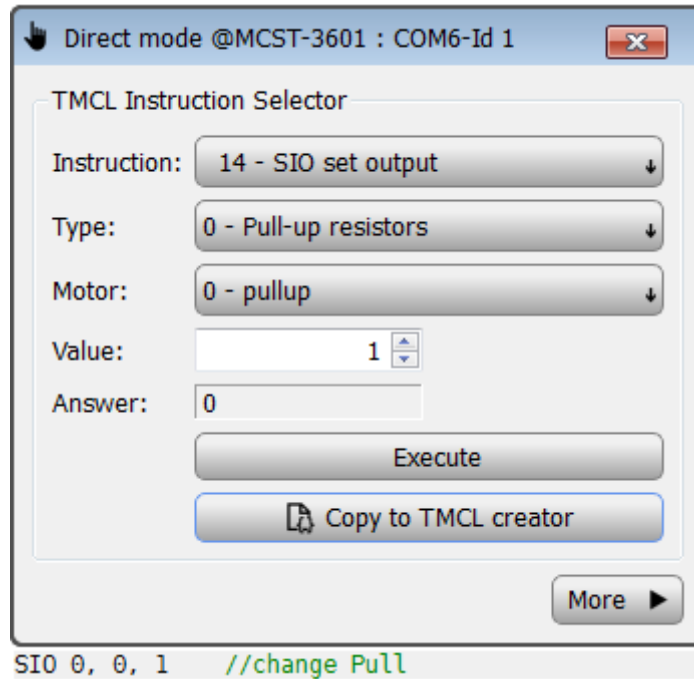 Direct mode @MCST-3601 : COM6-Id 1
TMCL Instruction Selector
Instruction: 14 - SIO set output
Type: 0 - Pull-up resistors
Motor: 0 - pullup
Value: 1
Answer: 0
Execute
Copy to TMCL creator
More
SIO 0, 0, 1 //change Pull